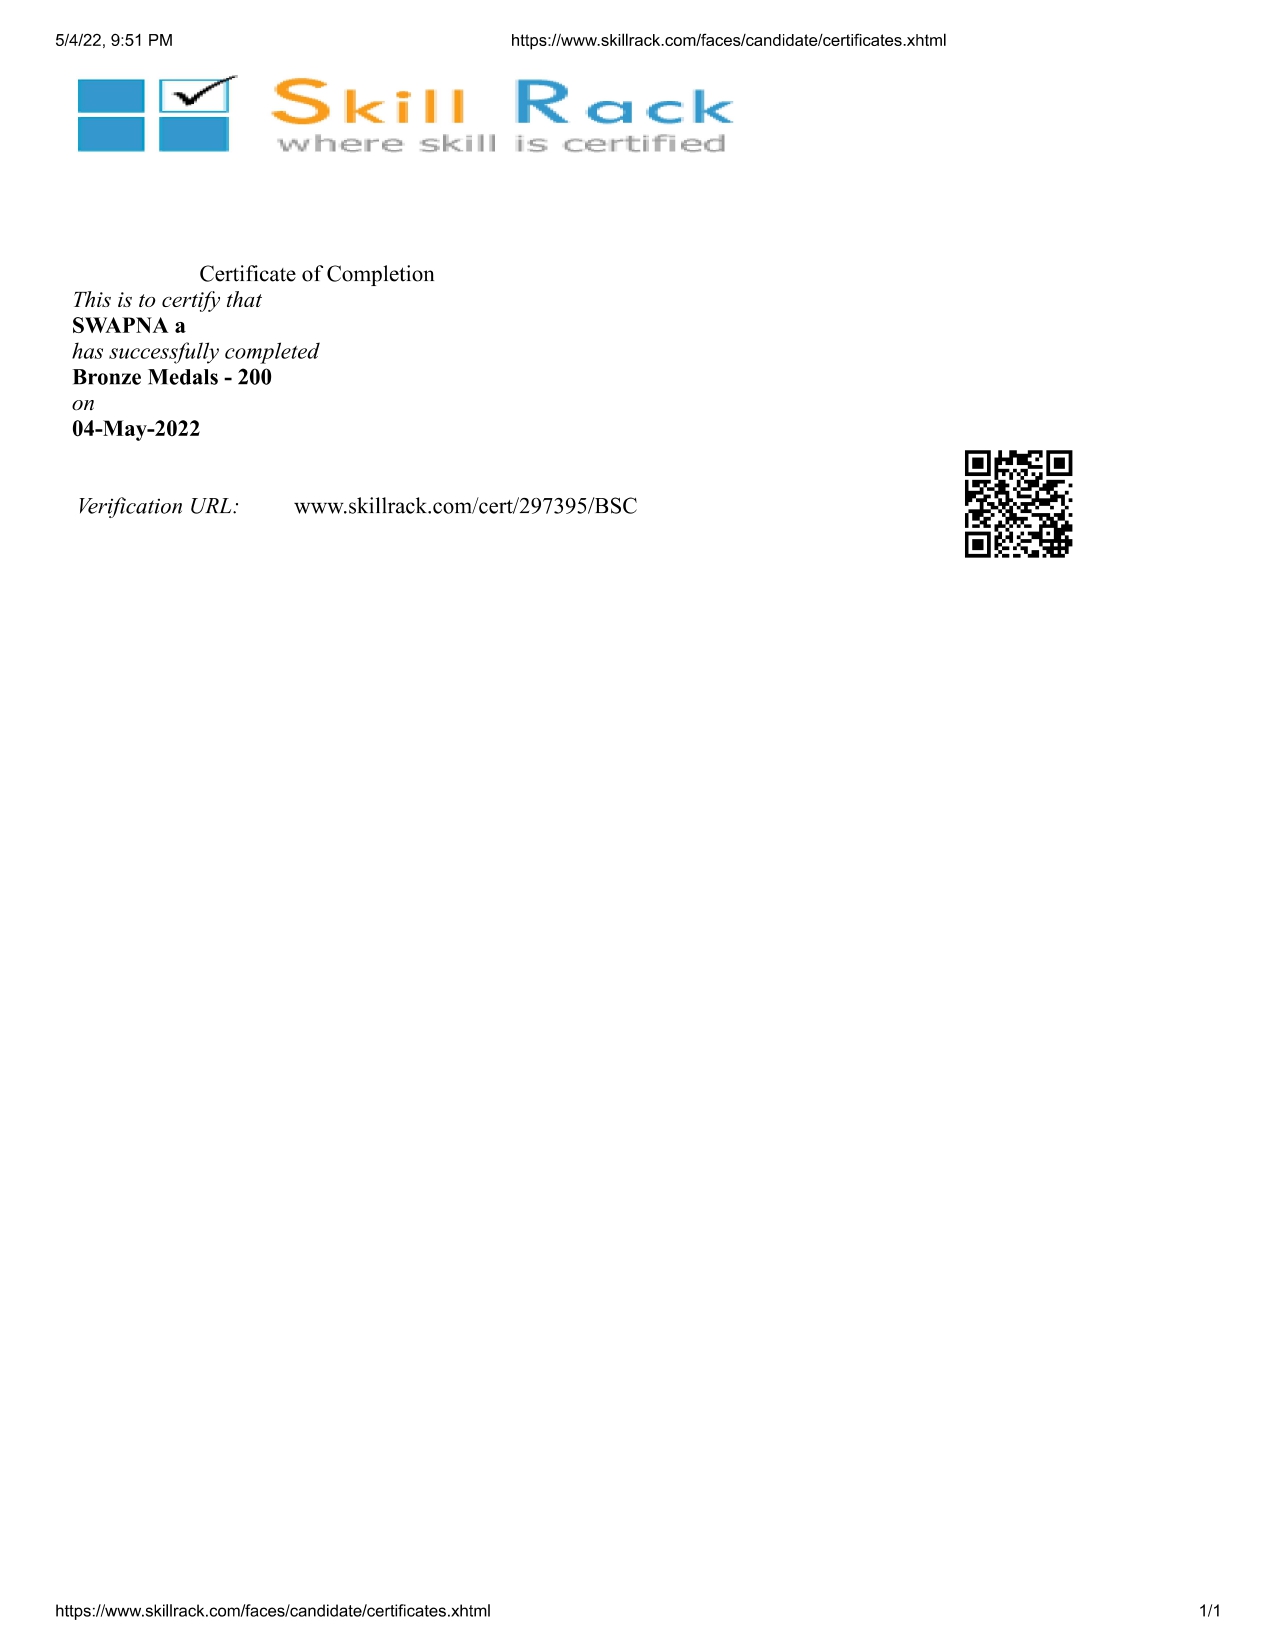 5/4/22, 9:51 PM https://www.skillrack.com/faces/candidate/certificates.xhtml
Skill Rack
where skill is certified
Certificate of Completion
This is to certify that
SWAPNA a
has successfully completed
Bronze Medals - 200
on
04-May-2022
Verification URL: www.skillrack.com/cert/297395/BSC
https://www.skillrack.com/faces/candidate/certificates.xhtml 1/1